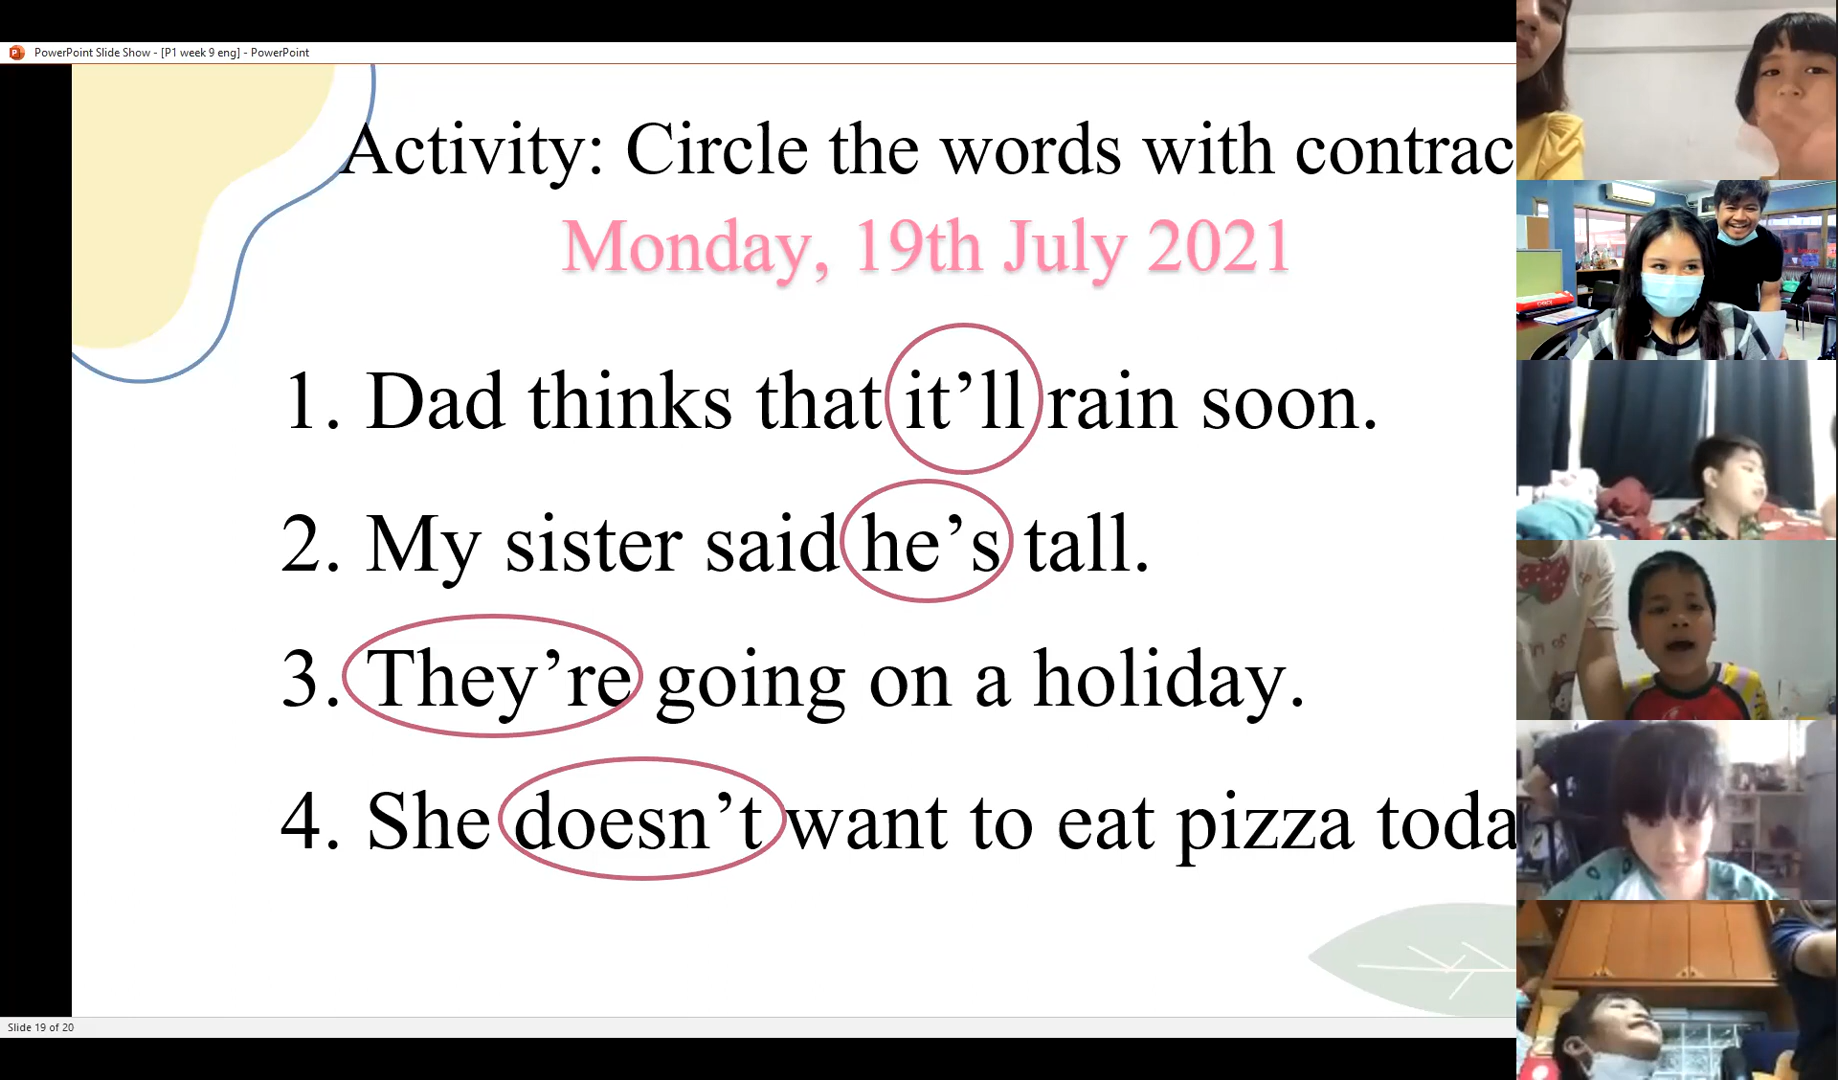 PowerPoint Slide Show - [P1 week 9 eng] - PowerPoint
Activity: Circle the words with contrac
Monday, 19th July 2021
1. Dad thinks that it’ll rain soon.
2. My sister said he’s tall.
3. They’re going on a holiday.
4. She doesn’t want to eat pizza toda
Slide 19 of 20